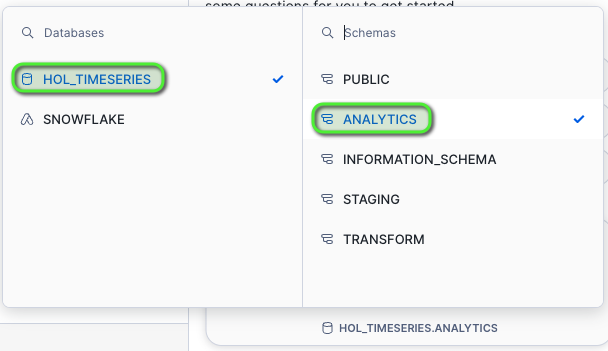 some questions for you to get started
Databases
HOL_TIMESERIES
SNOWFLAKE
Schemas
PUBLIC
ANALYTICS
INFORMATION_SCHEMA
STAGING
TRANSFORM
HOL_TIMESERIES.ANALYTICS